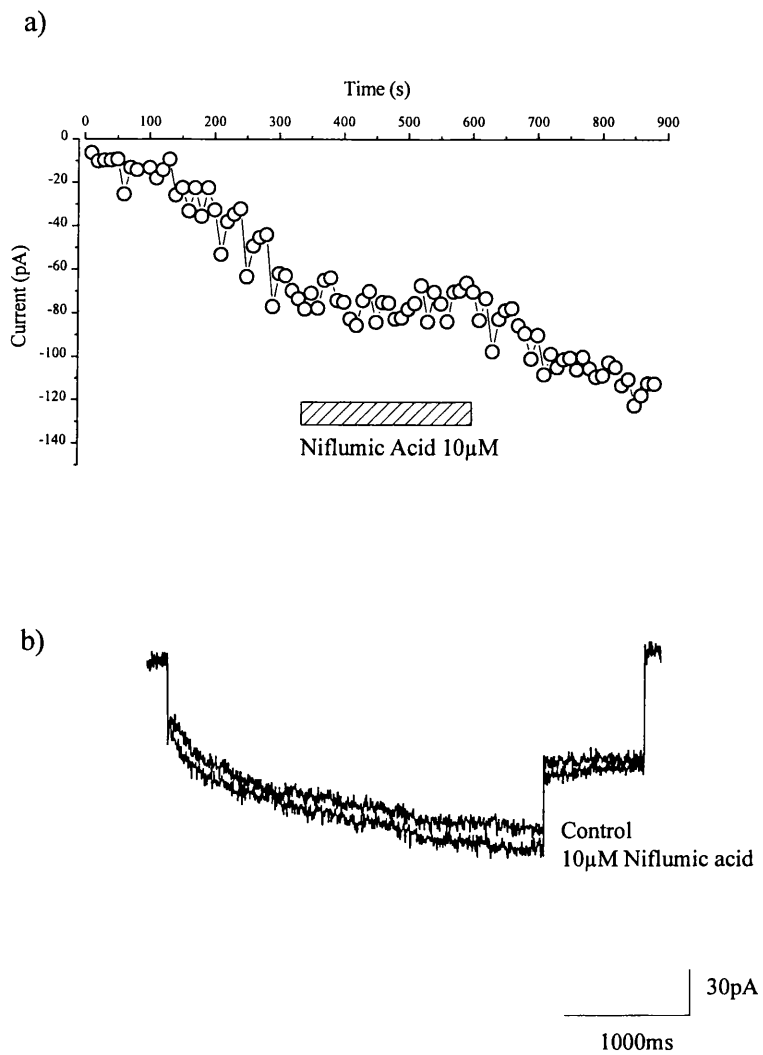 a)
Time (s)
0 100 200 300 400 500 600 700 800 900
0
-20
-40
-60
-80
-100
-120
-140
Current (pA)
Niflumic Acid 10µM
b)
Control
10µM Niflumic acid
30pA
1000ms